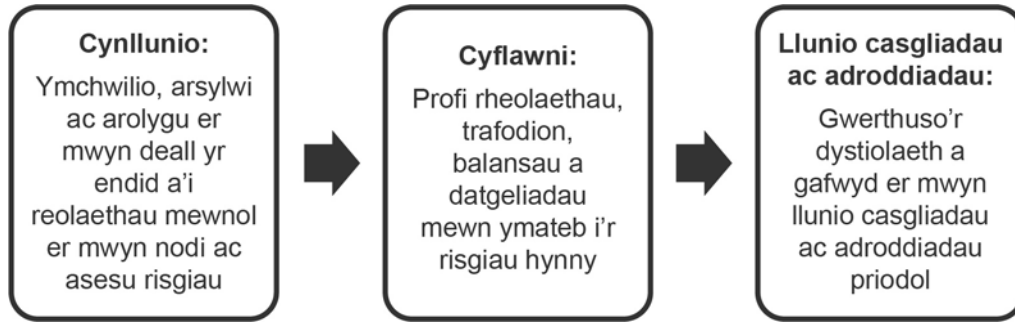 Cynllunio:
Ymchwilio, arsylwi
ac arolygu er
mwyn deall yr
endid a'i
reolaethau mewnol
er mwyn nodi ac
asesu risgiau
Cyflawni:
Profi rheolaethau,
trafodion,
balansau a
datgeliadau
mewn ymateb i'r
risgiau hynny
Llunio casgliadau
ac adroddiadau:
Gwerthuso'r
dystiolaeth a
gafwyd er mwyn
llunio casgliadau
ac adroddiadau
priodol